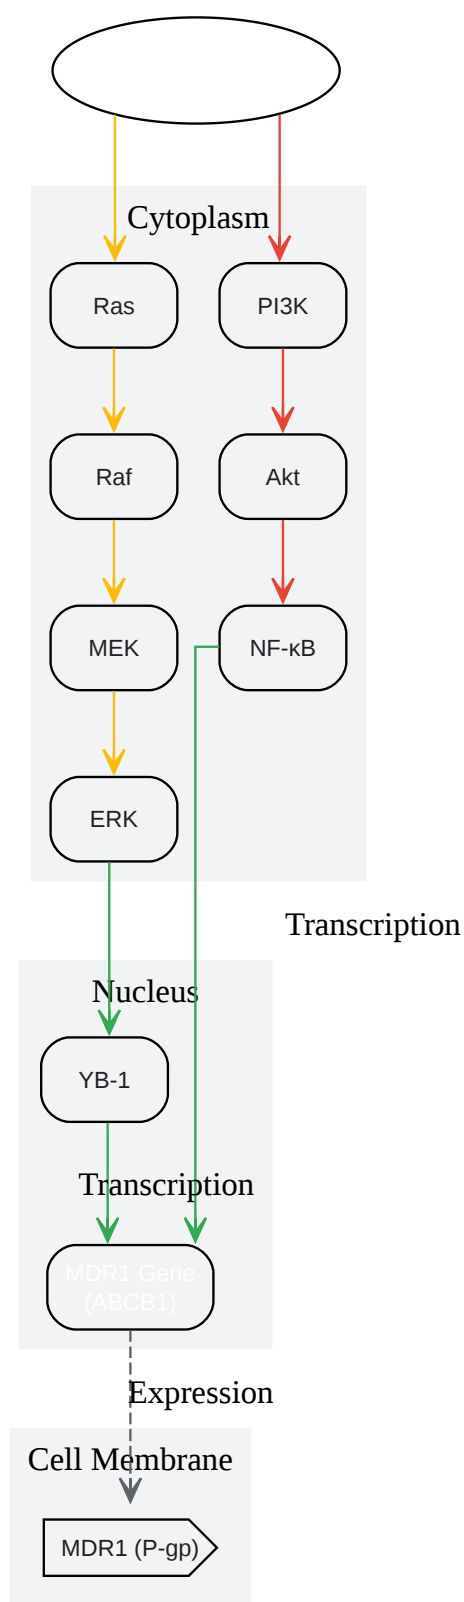 Cytoplasm
Ras
PI3K
Raf
Akt
MEK
NF-κB
ERK
Transcription
Nucleus
YB-1
Transcription
MDR1 Gene
(ABCB1)
Expression
Cell Membrane
MDR1 (P-gp)